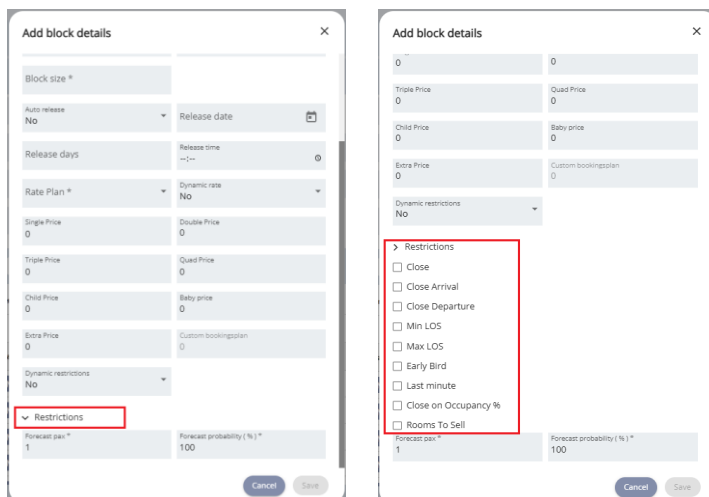 Add block details
Block size *
Auto release
No
Release date
Release days
Release time
--:--
Rate Plan *
Dynamic rate
No
Single Price
0
Double Price
0
Triple Price
0
Quad Price
0
Child Price
0
Baby price
0
Extra Price
0
Custom bookingsplan
0
Dynamic restrictions
No
Restrictions
Forecast pax *
1
Forecast probability ( % ) *
100
Cancel
Save
Add block details
0
0
Triple Price
0
Quad Price
0
Child Price
0
Baby price
0
Extra Price
0
Custom bookingsplan
0
Dynamic restrictions
No
Restrictions
Close
Close Arrival
Close Departure
Min LOS
Max LOS
Early Bird
Last minute
Close on Occupancy %
Rooms To Sell
Forecast pax *
1
Forecast probability ( % ) *
100
Cancel
Save